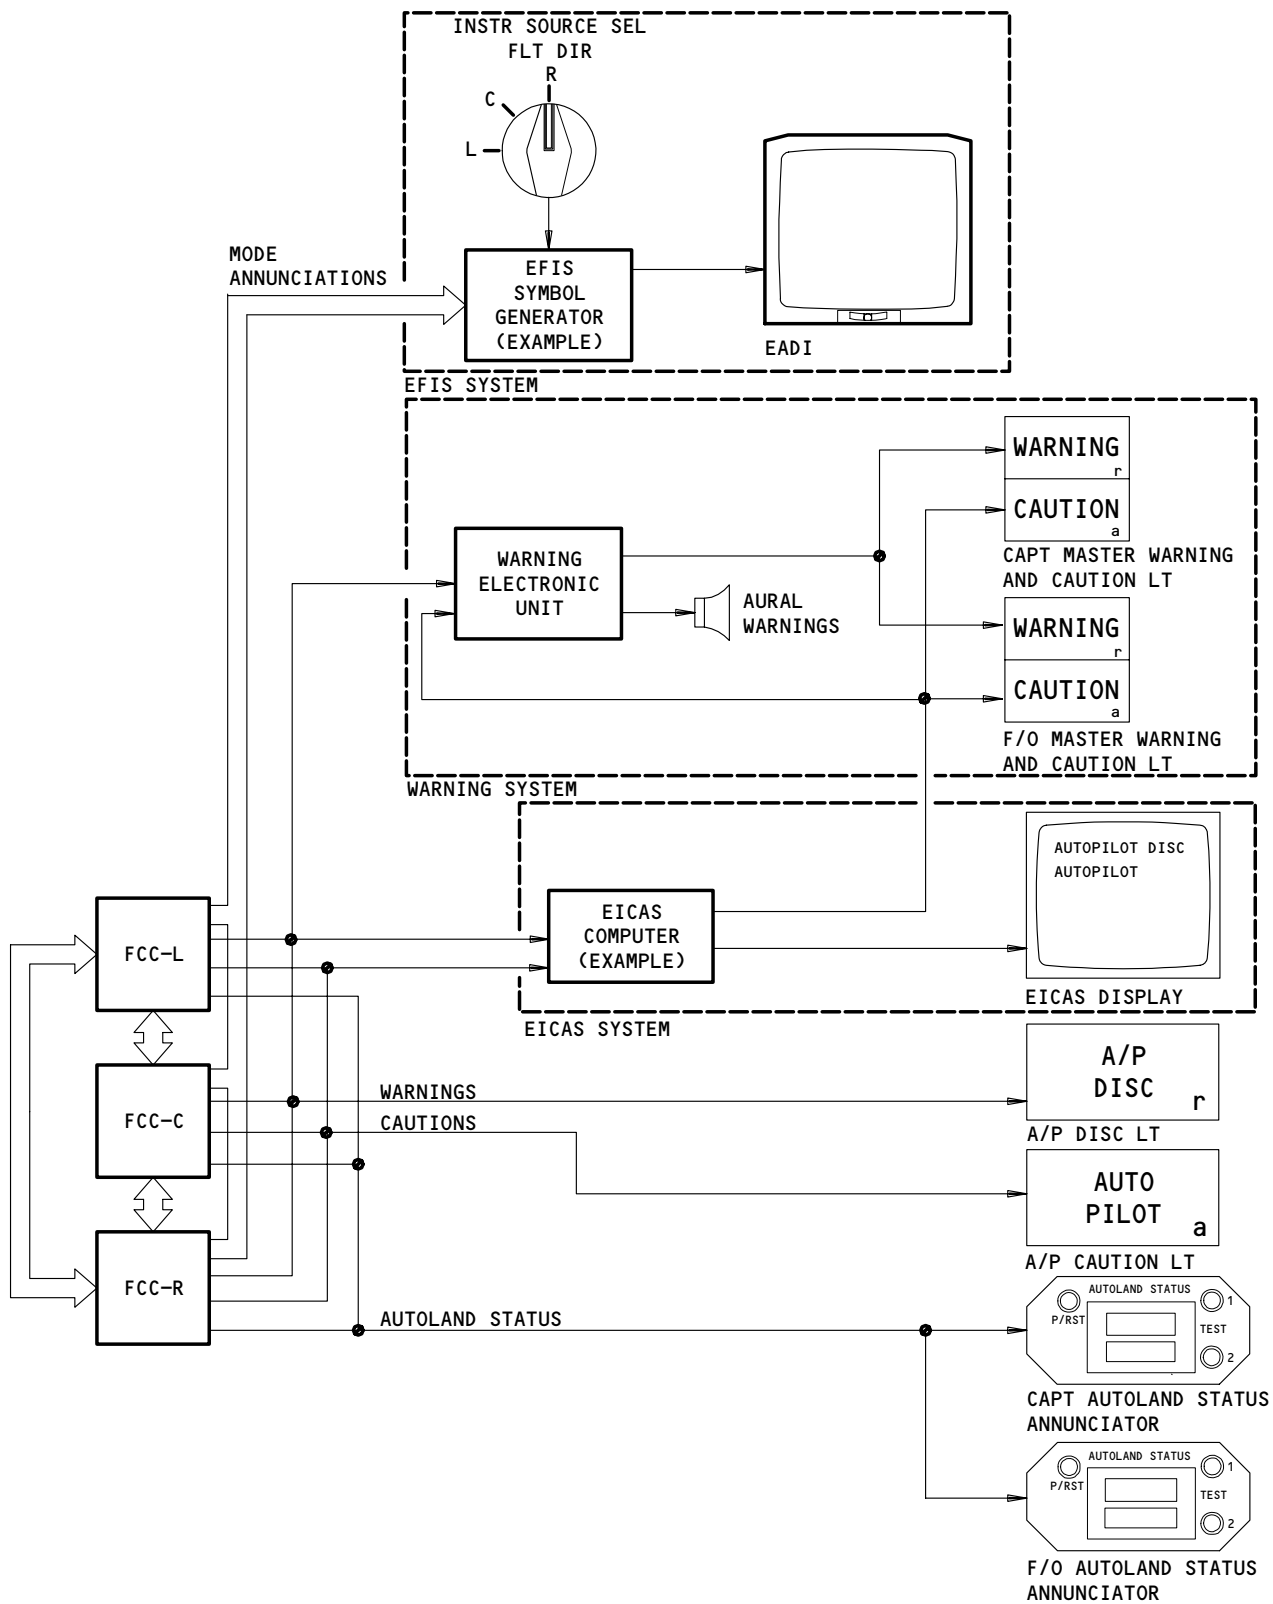 INSTR SOURCE SEL
FLT DIR
R
C
L
MODE
ANNUNCIATIONS
EFIS
SYMBOL
GENERATOR
(EXAMPLE)
EADI
EFIS SYSTEM
WARNING
r
CAUTION
a
CAPT MASTER WARNING
AND CAUTION LT
WARNING
ELECTRONIC
UNIT
AURAL
WARNINGS
WARNING
r
CAUTION
a
F/O MASTER WARNING
AND CAUTION LT
WARNING SYSTEM
AUTOPILOT DISC
AUTOPILOT
EICAS
COMPUTER
(EXAMPLE)
EICAS DISPLAY
EICAS SYSTEM
FCC-L
FCC-C
FCC-R
WARNINGS
CAUTIONS
AUTOLAND STATUS
A/P
DISC
r
A/P DISC LT
AUTO
PILOT
a
A/P CAUTION LT
AUTOLAND STATUS
P/RST
1
TEST
2
CAPT AUTOLAND STATUS
ANNUNCIATOR
AUTOLAND STATUS
P/RST
1
TEST
2
F/O AUTOLAND STATUS
ANNUNCIATOR